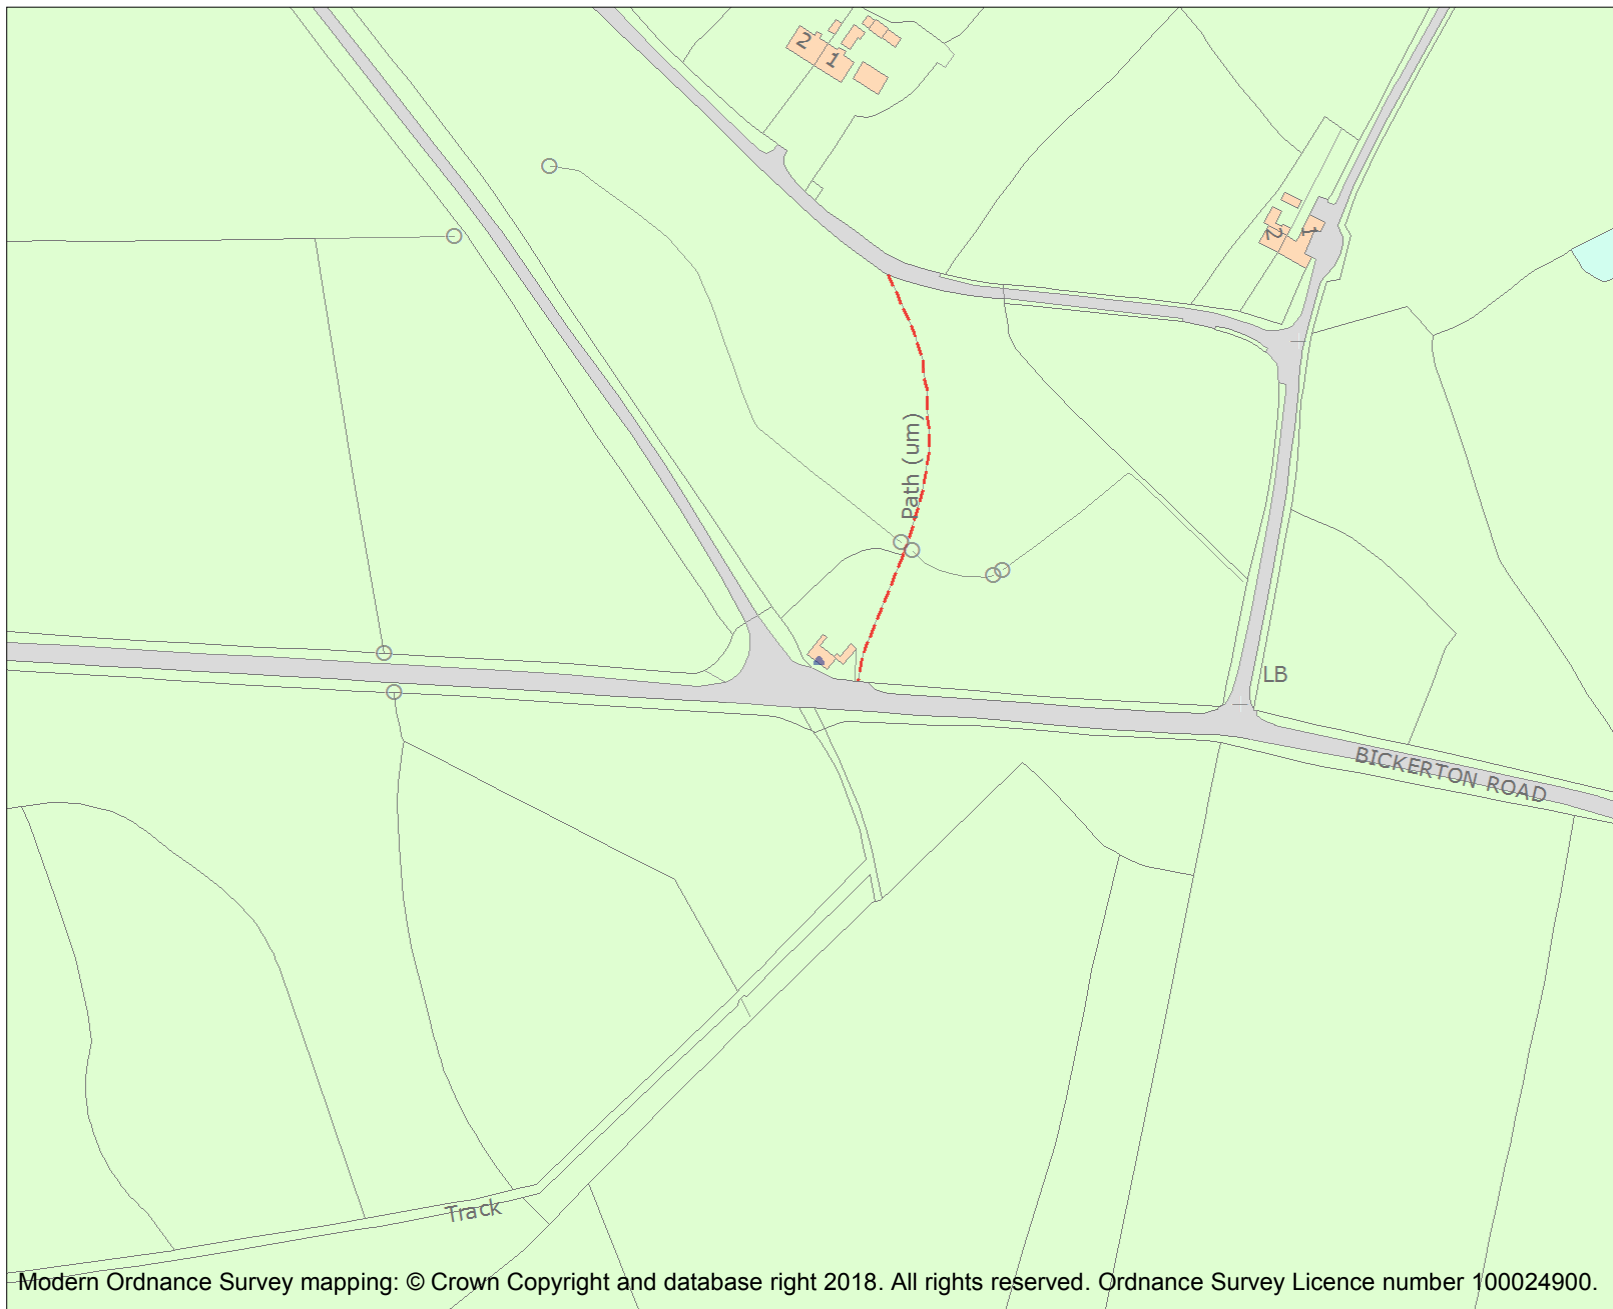 2
1
2
1
Path (um)
LB
BICKERTON ROAD
Track
Modern Ordnance Survey mapping: © Crown Copyright and database right 2018. All rights reserved. Ordnance Survey Licence number 100024900.